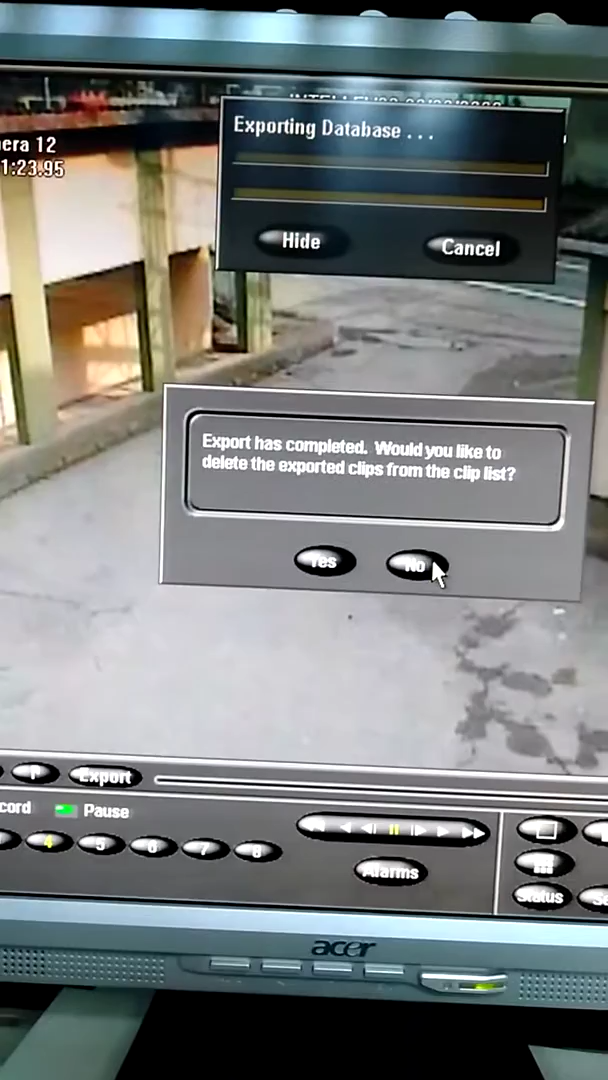 era 12
1:23.95
Exporting Database . . .
Hide
Cancel
Export has completed. Would you like to
delete the exported clips from the clip list?
Yes
No
P
Export
cord
Pause
4
5
6
7
8
Alarms
Status
acer